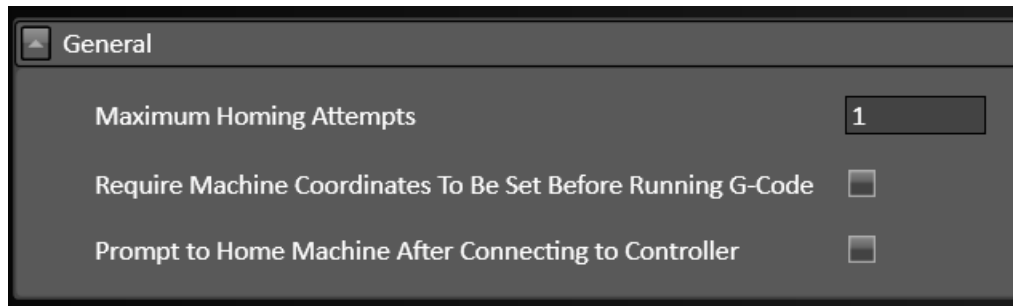 General
Maximum Homing Attempts 1
Require Machine Coordinates To Be Set Before Running G-Code
Prompt to Home Machine After Connecting to Controller